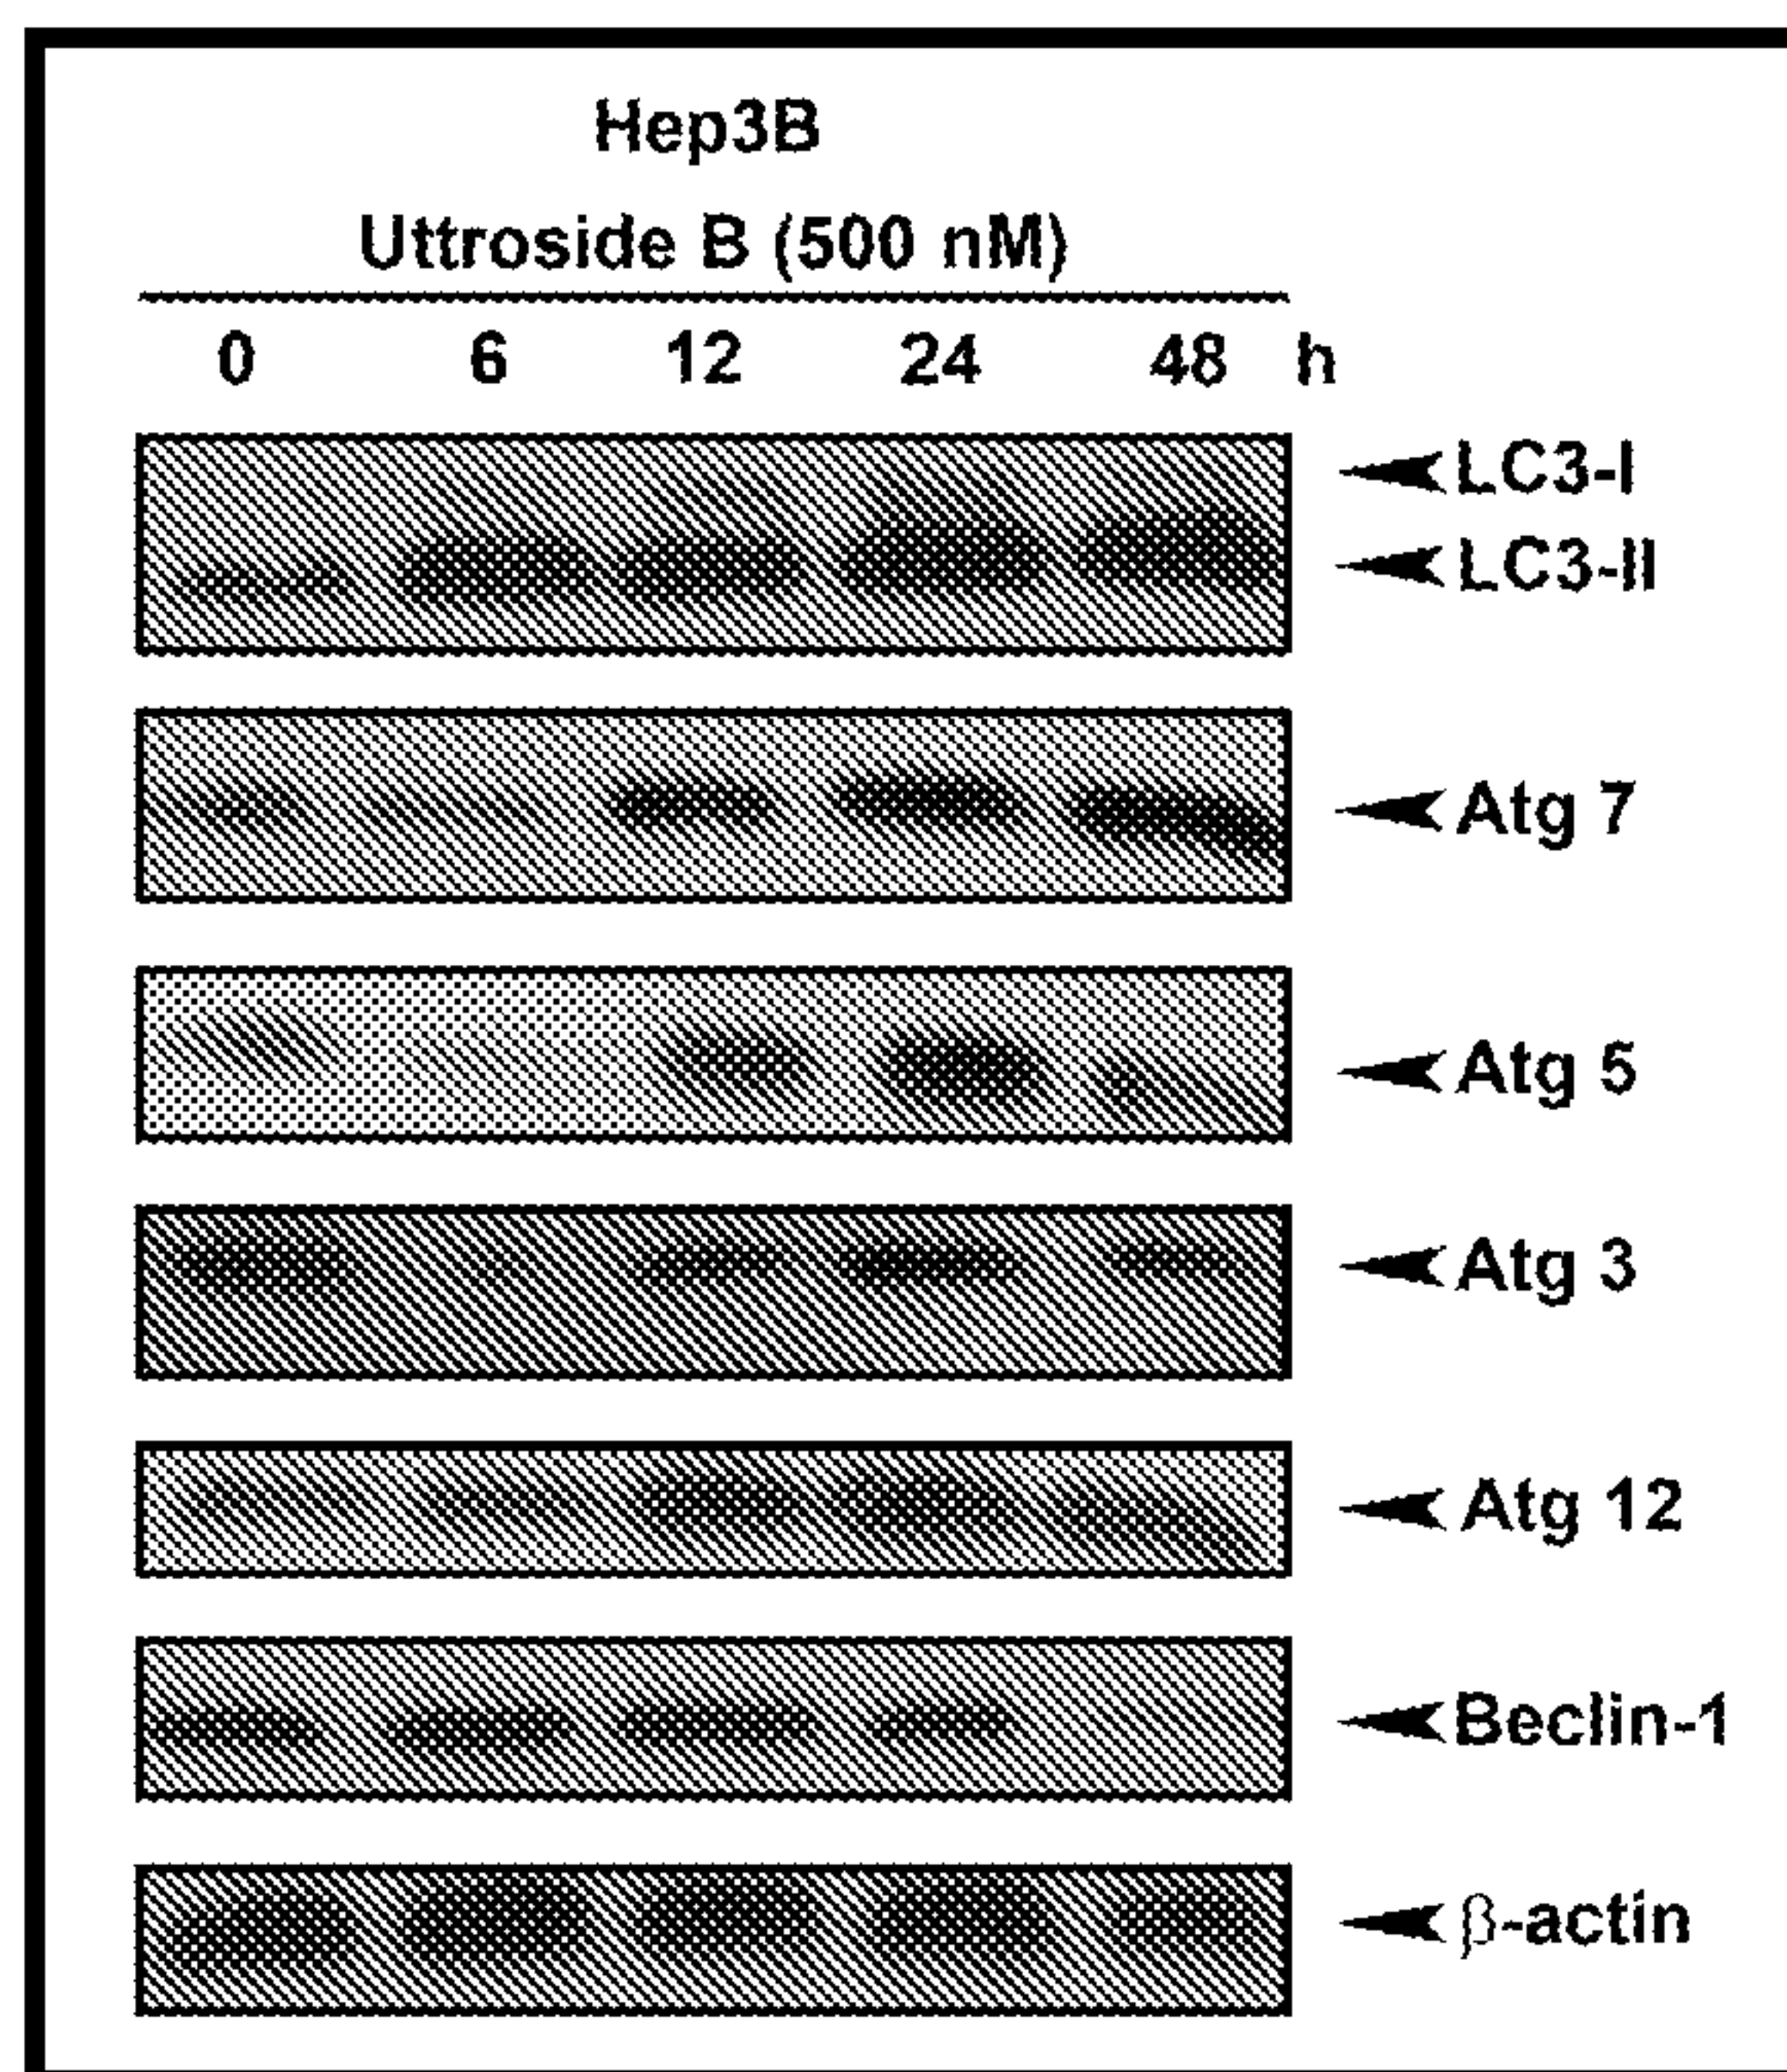 Hep3B
Uttroside B (500 nM)
0 6 12 24 48 h
LC3-I
LC3-II
Atg 7
Atg 5
Atg 3
Atg 12
Beclin-1
β-actin